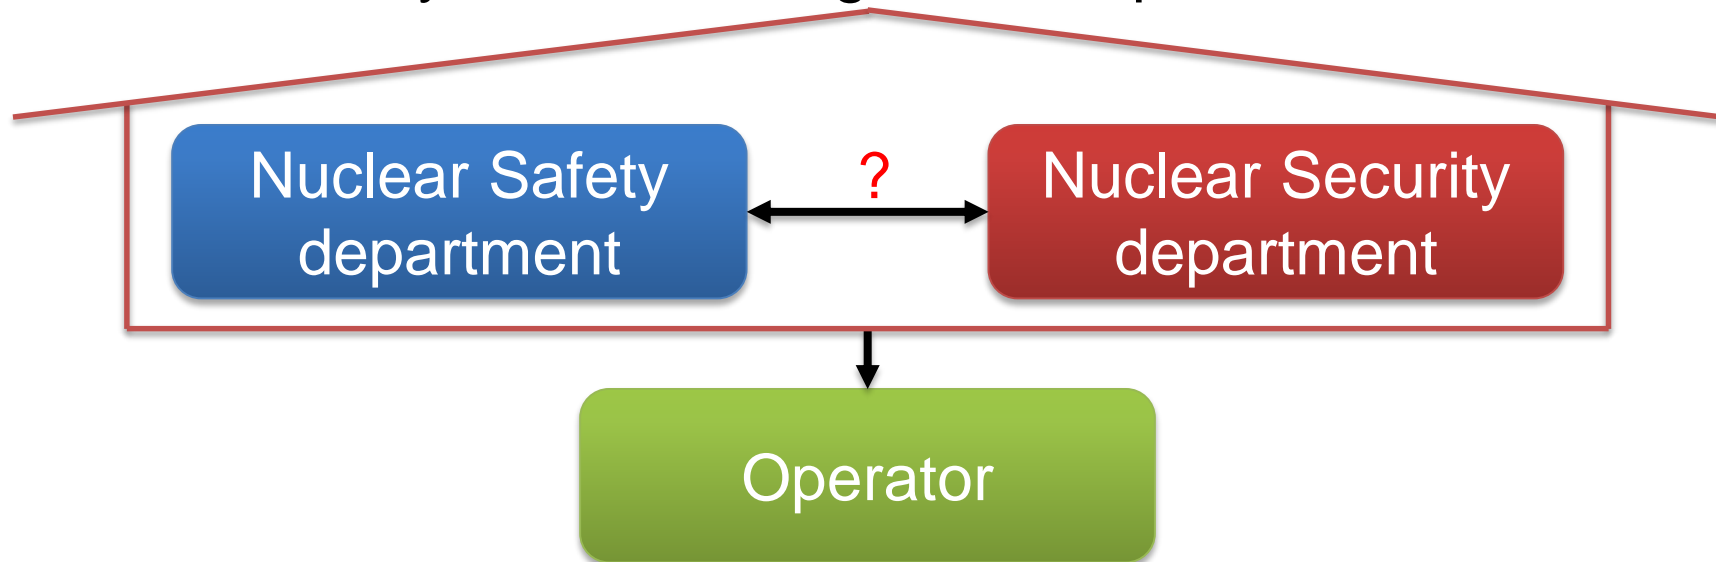 Nuclear Safety
department
?
Nuclear Security
department
Operator